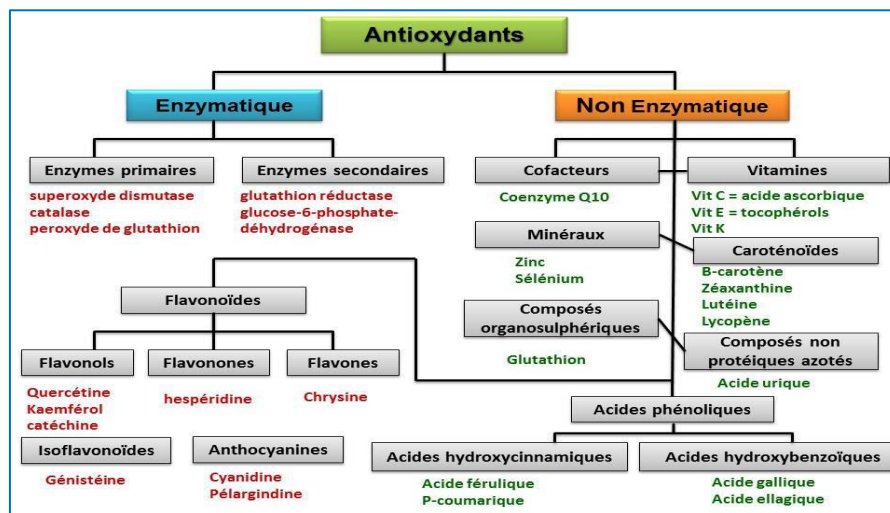 Antioxydants
Enzymatique
Non Enzymatique
Enzymes primaires
superoxyde dismutase
catalase
peroxyde de glutathion
Enzymes secondaires
glutathion réductase
glucose-6-phosphate-
déhydrogénase
Cofacteurs
Coenzyme Q10
Vitamines
Vit C = acide ascorbique
Vit E = tocophérols
Vit K
Minéraux
Zinc
Sélénium
Caroténoïdes
B-carotène
Zéaxanthine
Lutéine
Lycopène
Composés
organosulphériques
Glutathion
Composés non
protéiques azotés
Acide urique
Flavonoïdes
Flavonols
Quercétine
Kaemférol
catéchine
Flavonones
hespéridine
Flavones
Chrysine
Isoflavonoïdes
Génistéine
Anthocyanines
Cyanidine
Pélargindine
Acides phénoliques
Acides hydroxycinnamiques
Acide férulique
P-coumarique
Acides hydroxybenzoïques
Acide gallique
Acide ellagique